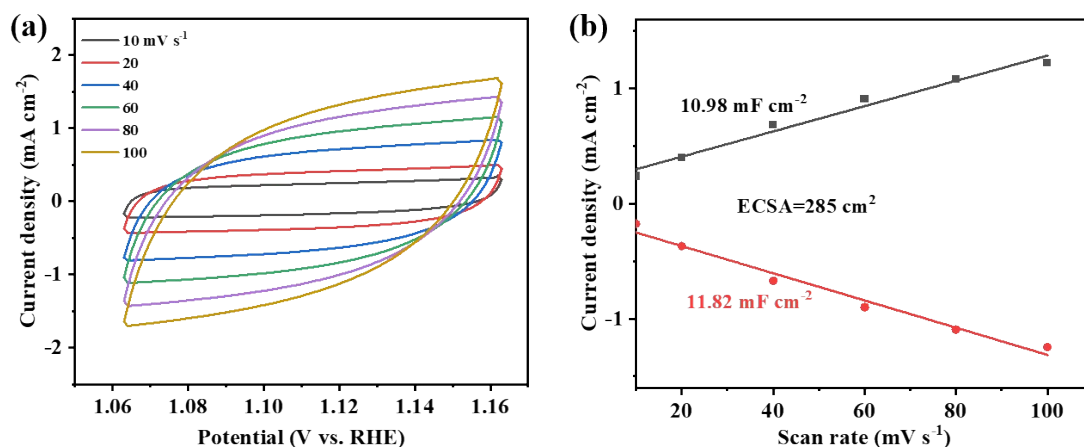 (a)
Current density (mA cm⁻²)
2
1
0
-1
-2
10 mV s⁻¹
20
40
60
80
100
1.06 1.08 1.10 1.12 1.14 1.16
Potential (V vs. RHE)
(b)
Current density (mA cm⁻²)
1
0
-1
10.98 mF cm⁻²
ECSA=285 cm²
11.82 mF cm⁻²
20 40 60 80 100
Scan rate (mV s⁻¹)